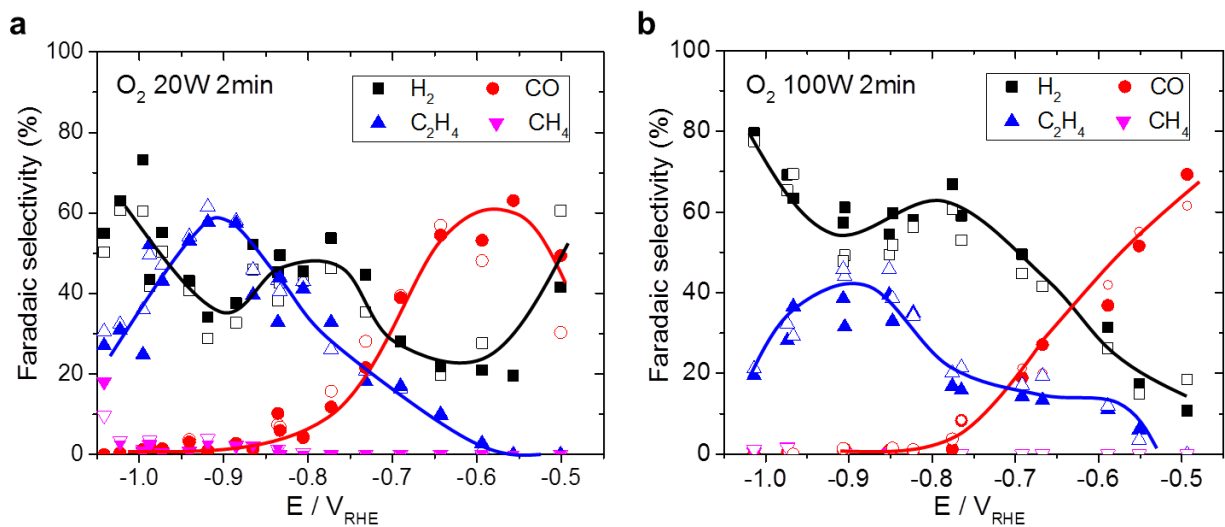 a
O2 20W 2min
H2 CO
C2H4 CH4
Faradaic selectivity (%)
100
80
60
40
20
0
-1.0 -0.9 -0.8 -0.7 -0.6 -0.5
E / VRHE
b
O2 100W 2min
H2 CO
C2H4 CH4
Faradaic selectivity (%)
100
80
60
40
20
0
-1.0 -0.9 -0.8 -0.7 -0.6 -0.5
E / VRHE